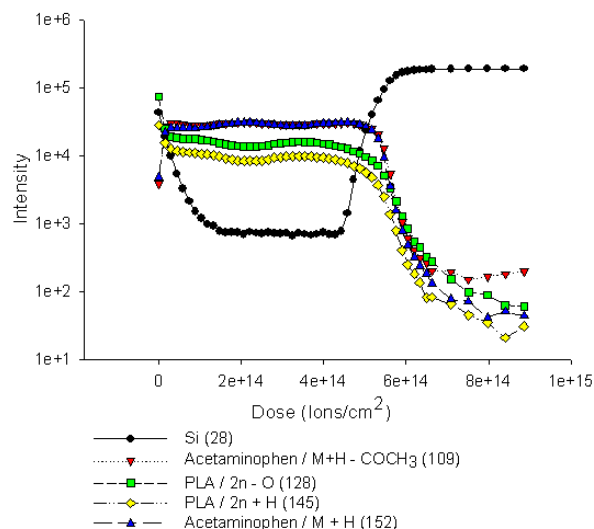 1e+6
1e+5
1e+4
1e+3
1e+2
1e+1
Intensity
0
2e+14
4e+14
6e+14
8e+14
1e+15
Dose (Ions/cm²)
Si (28)
Acetaminophen / M+H - COCH₃ (109)
PLA / 2n - O (128)
PLA / 2n + H (145)
Acetaminophen / M + H (152)